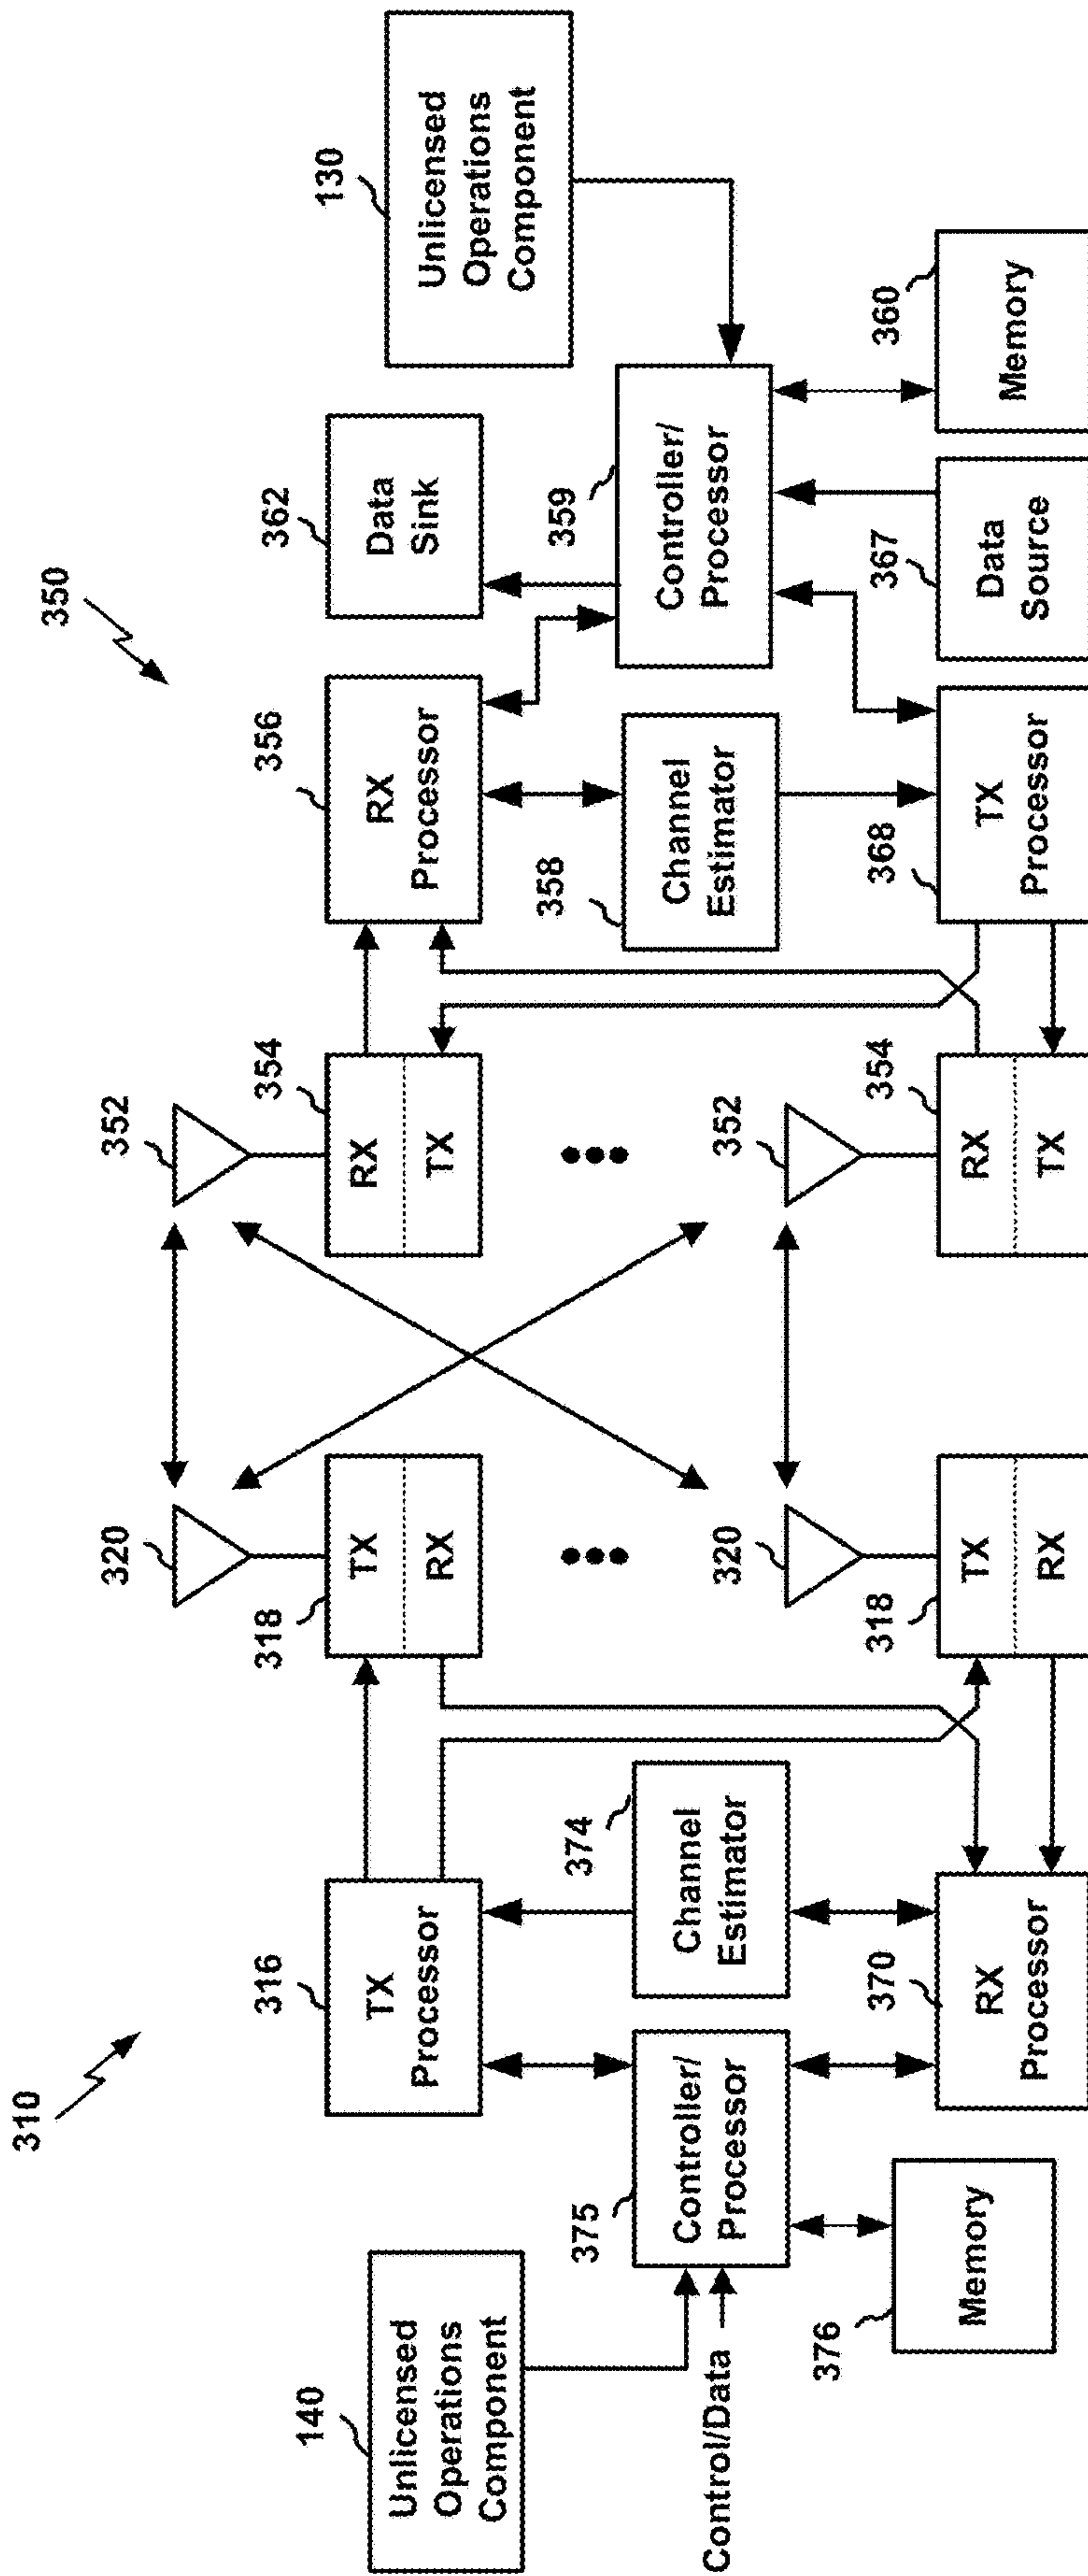 310
350
140
Unlicensed
Operations
Component
Control/Data
375
Controller/
Processor
376
Memory
316
TX
Processor
374
Channel
Estimator
370
RX
Processor
320
318
TX
RX
320
318
TX
RX
352
354
RX
TX
352
354
RX
TX
356
RX
Processor
358
Channel
Estimator
368
TX
Processor
362
Data
Sink
359
Controller/
Processor
367
Data
Source
360
Memory
130
Unlicensed
Operations
Component